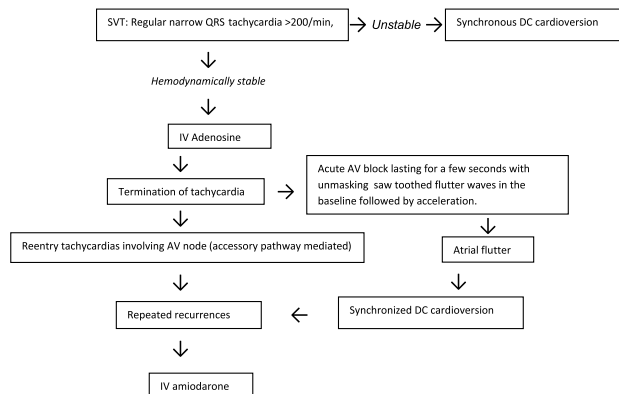 SVT: Regular narrow QRS tachycardia >200/min,
Unstable
Synchronous DC cardioversion
Hemodynamically stable
IV Adenosine
Acute AV block lasting for a few seconds with
unmasking saw toothed flutter waves in the
baseline followed by acceleration.
Termination of tachycardia
Reentry tachycardias involving AV node (accessory pathway mediated)
Atrial flutter
Repeated recurrences
Synchronized DC cardioversion
IV amiodarone